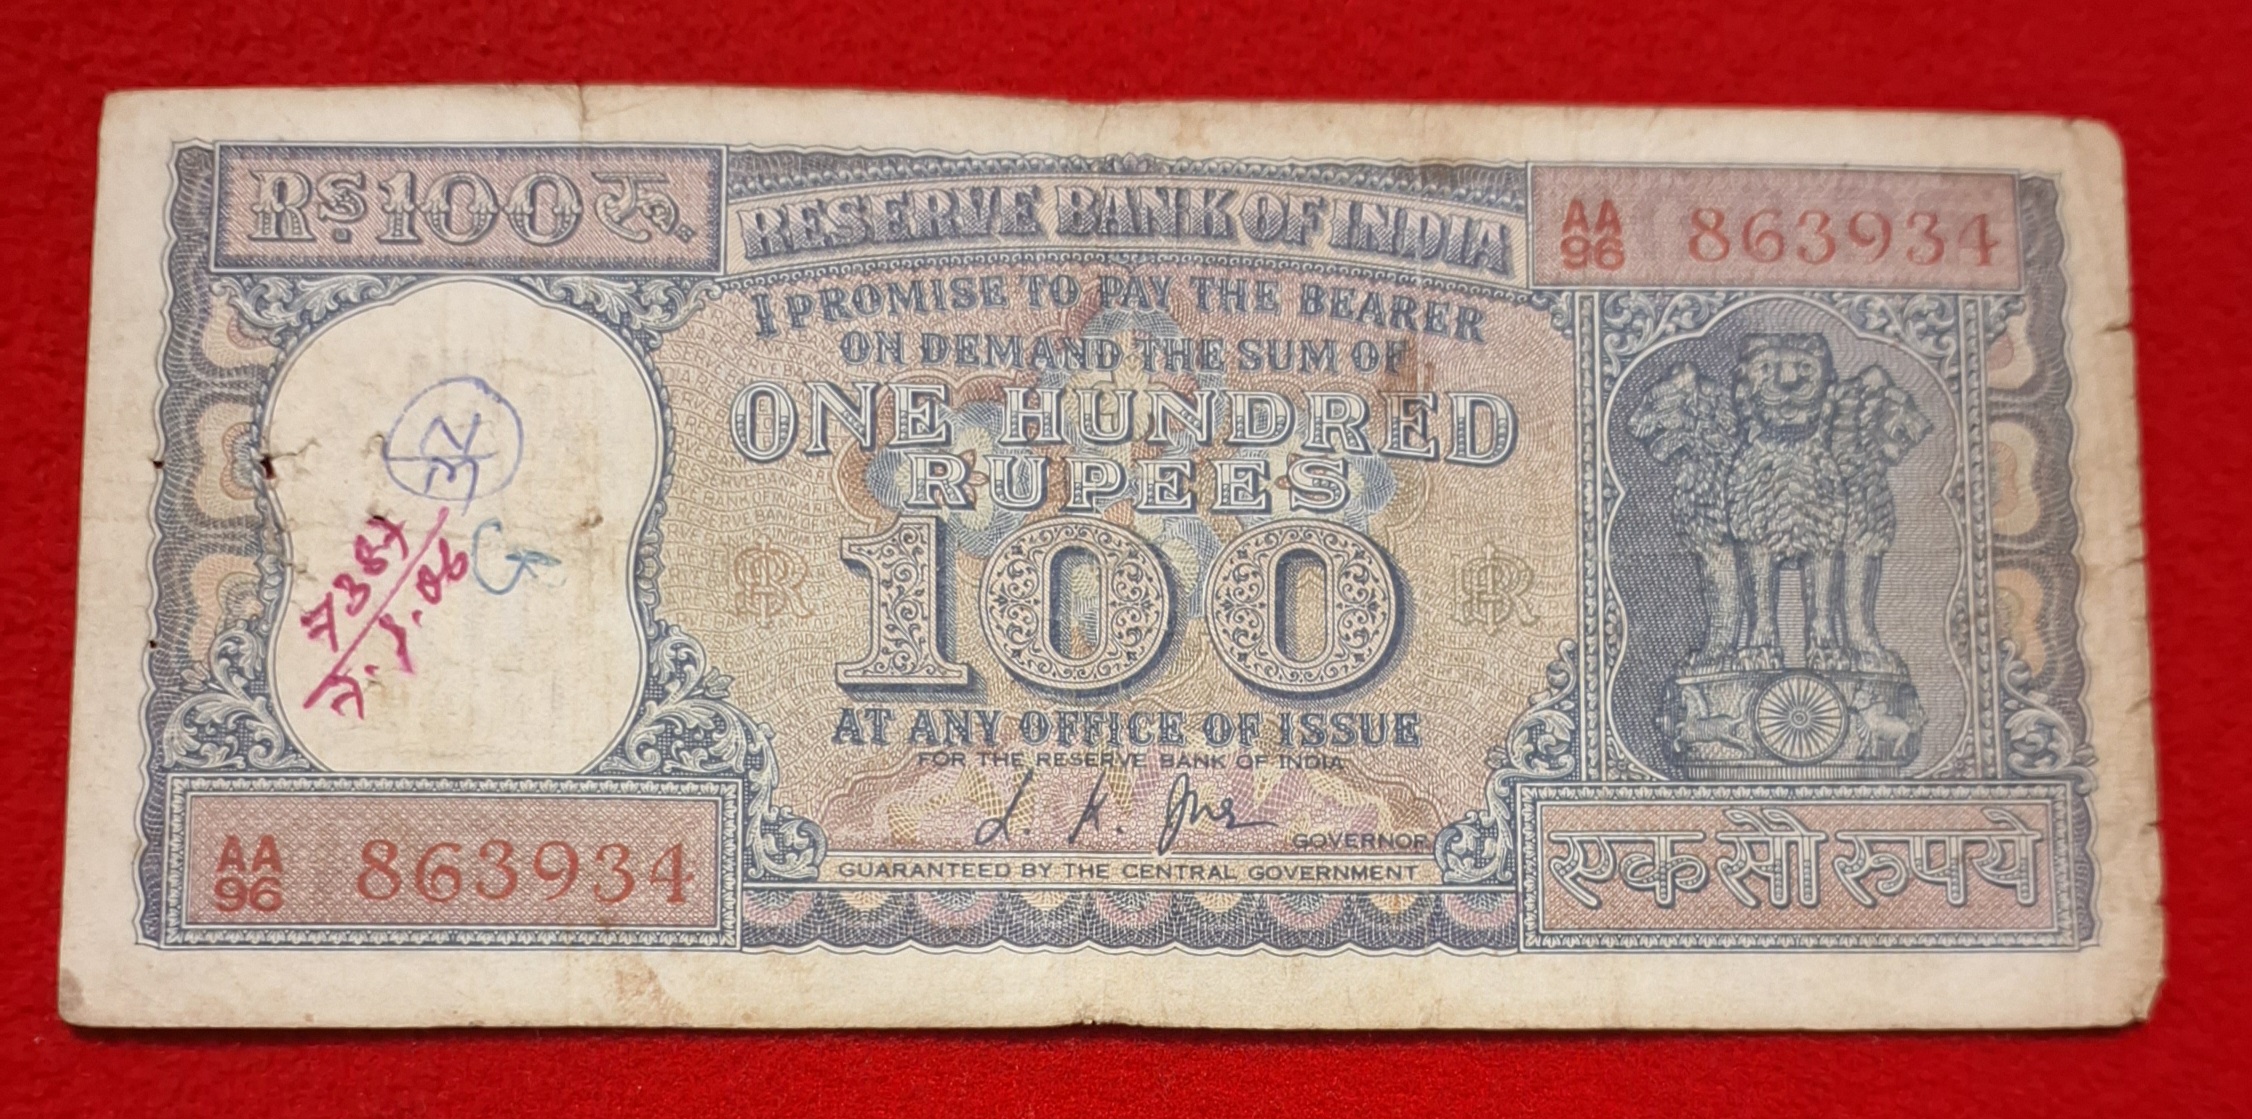 RS. 100 रु.
RESERVE BANK OF INDIA
AA
96 863934
I PROMISE TO PAY THE BEARER
ON DEMAND THE SUM OF
ONE HUNDRED
RUPEES
100
AT ANY OFFICE OF ISSUE
FOR THE RESERVE BANK OF INDIA
GOVERNOR
GUARANTEED BY THE CENTRAL GOVERNMENT
AA
96 863934
एक सौ रुपये